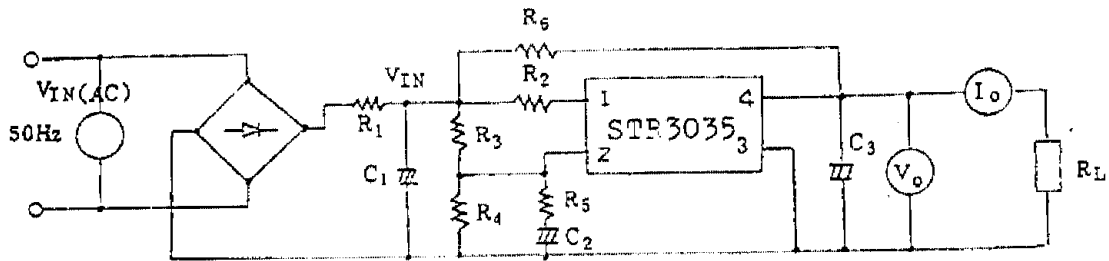 R6
VIN(AC)
50Hz
R1
VIN
R2
R3
C1
R4
R5
C2
1
4
STR3035
2
3
C3
Vo
Io
RL